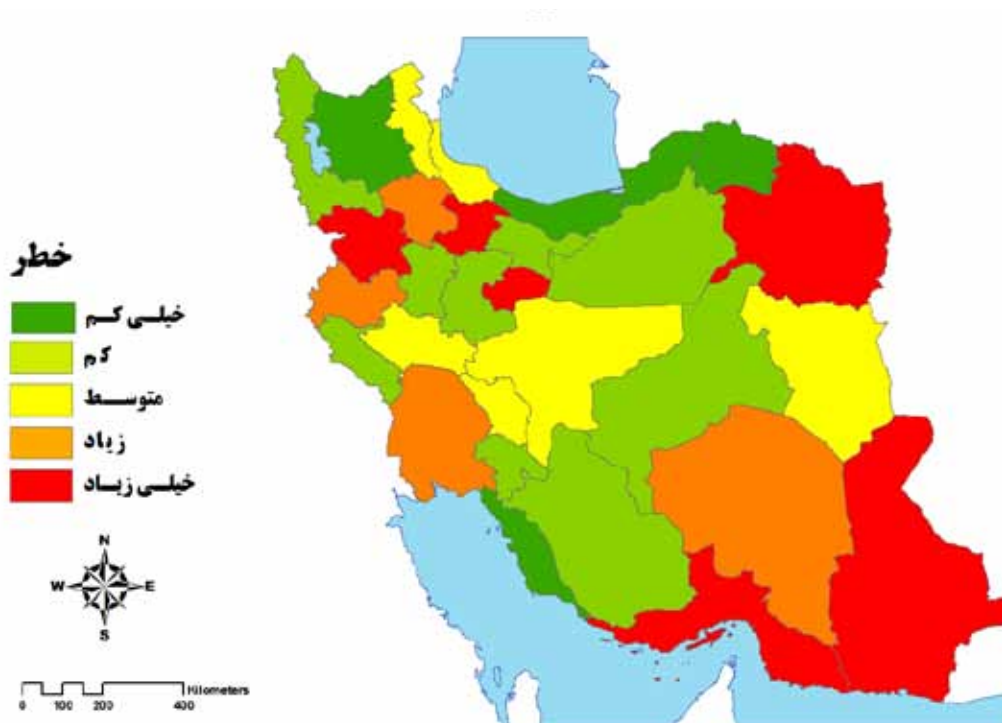 خطر
خیلی کم
کم
متوسط
زیاد
خیلی زیاد
N
W E
S
Kilometers
0 100 200 400